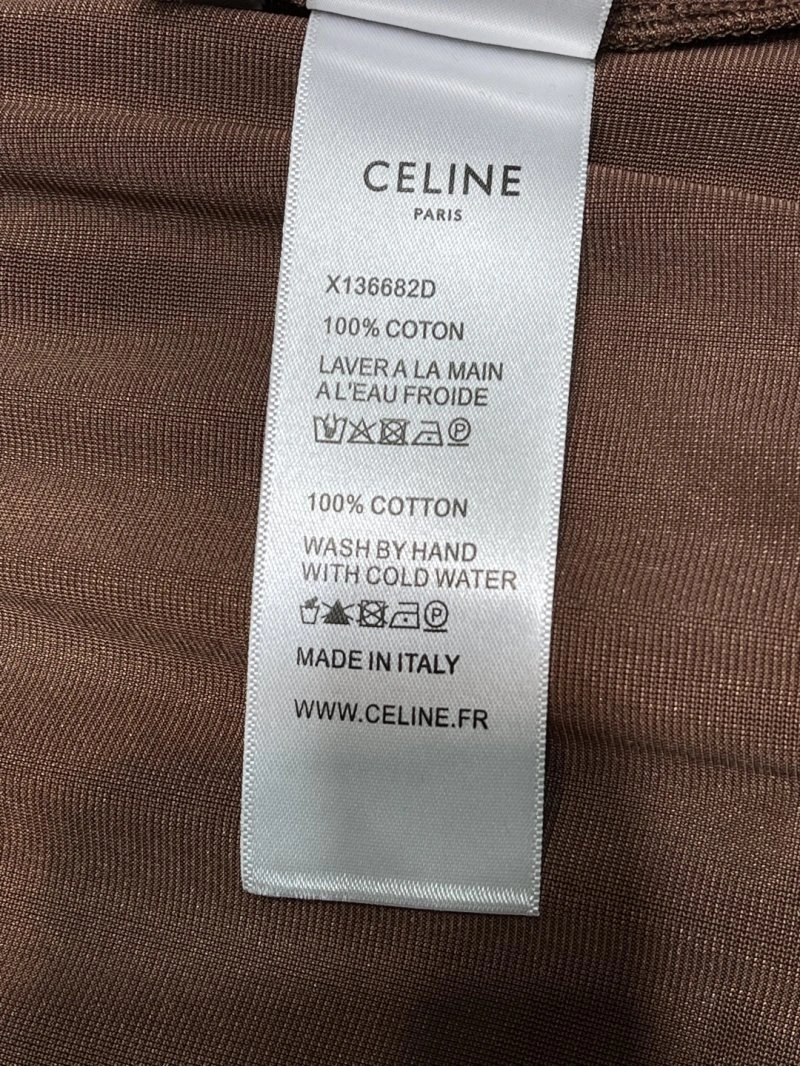 CELINE
PARIS
X136682D
100% COTON
LAVER A LA MAIN
A L'EAU FROIDE
P
100% COTTON
WASH BY HAND
WITH COLD WATER
P
MADE IN ITALY
WWW.CELINE.FR